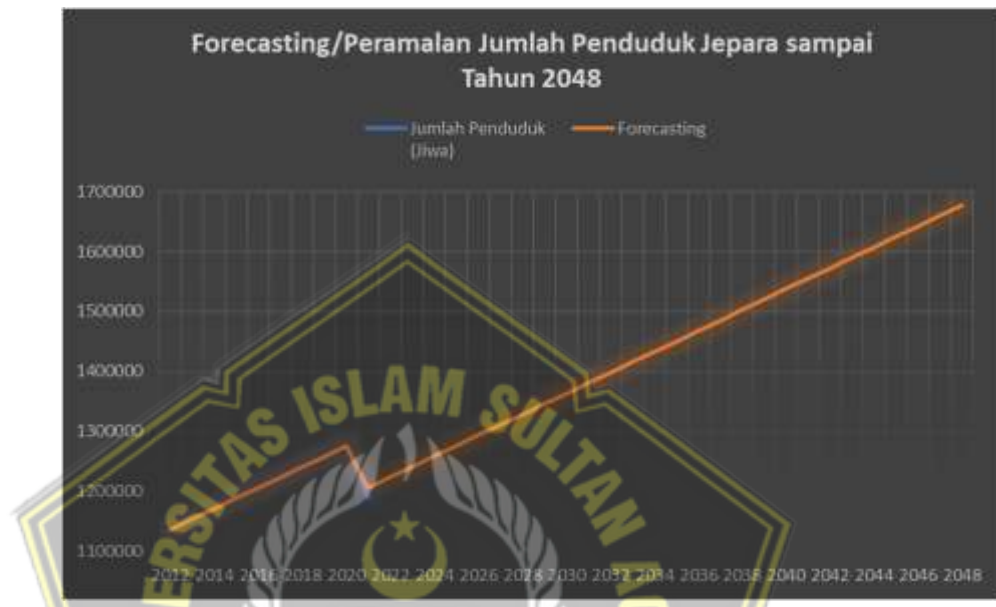 Forecasting/Peramalan Jumlah Penduduk Jepara sampai
Tahun 2048
Jumlah Penduduk
(Jiwa)
Forecasting
1700000
1600000
1500000
1400000
1300000
1200000
1100000
2012 2014 2016 2018 2020 2022 2024 2026 2028 2030 2032 2034 2036 2038 2040 2042 2044 2046 2048
ERSITAS ISLAM SULTAN